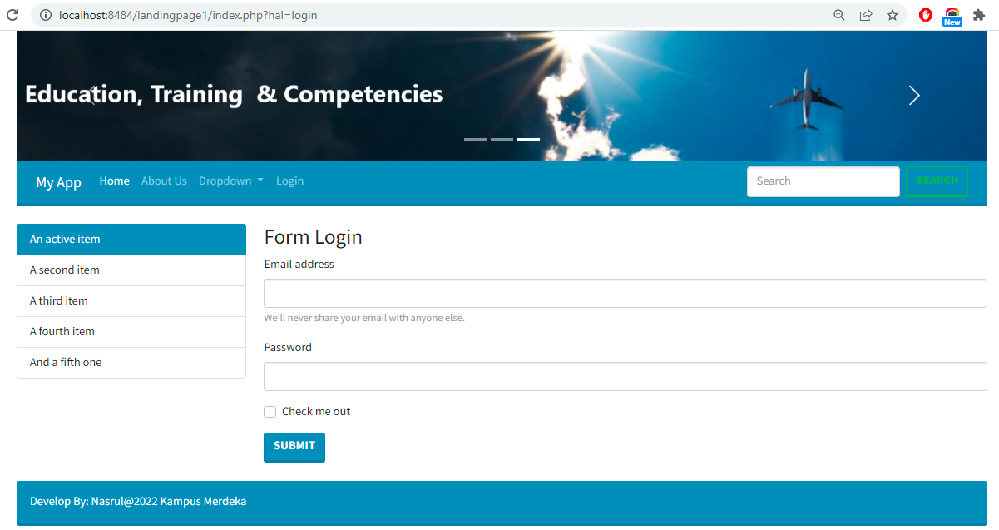 localhost:8484/landingpage1/index.php?hal=login
New
Education, Training & Competencies
My App Home About Us Dropdown Login Search SEARCH
An active item
A second item
A third item
A fourth item
And a fifth one
Form Login
Email address
We'll never share your email with anyone else.
Password
Check me out
SUBMIT
Develop By: Nasrul@2022 Kampus Merdeka